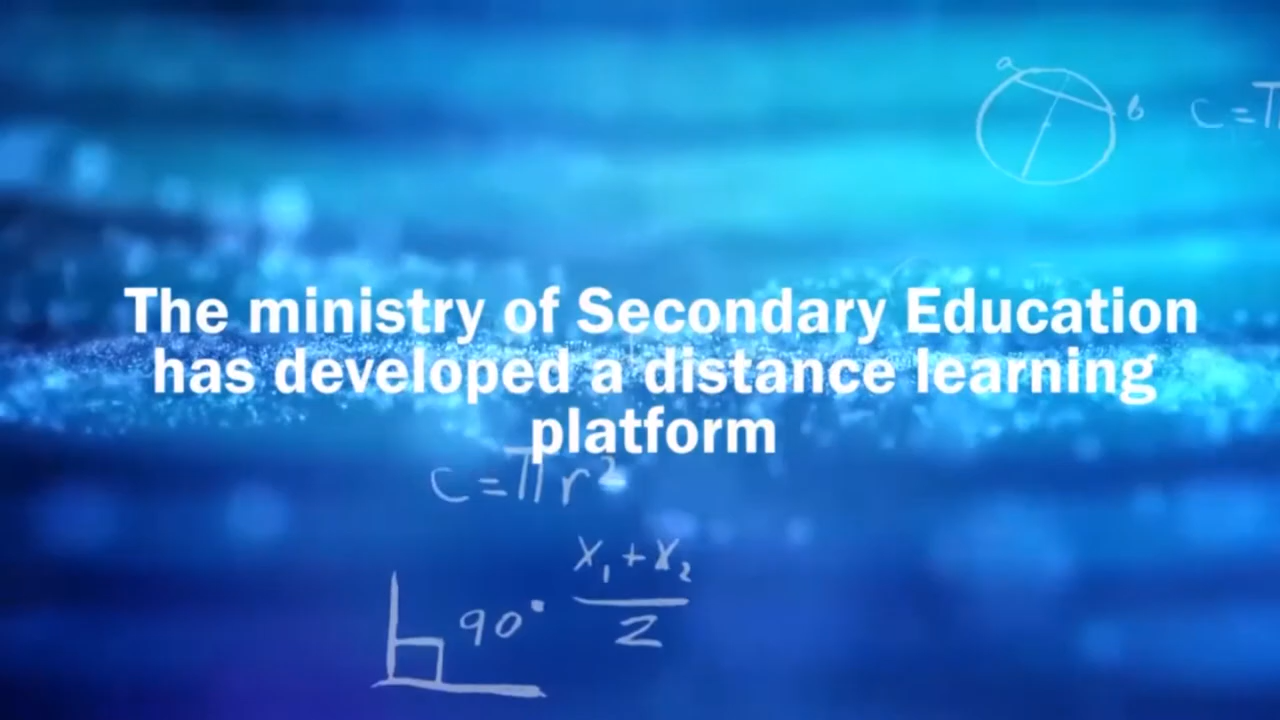 a
b c=π
The ministry of Secondary Education
has developed a distance learning
platform
c=πr²
x₁+x₂
90°
2